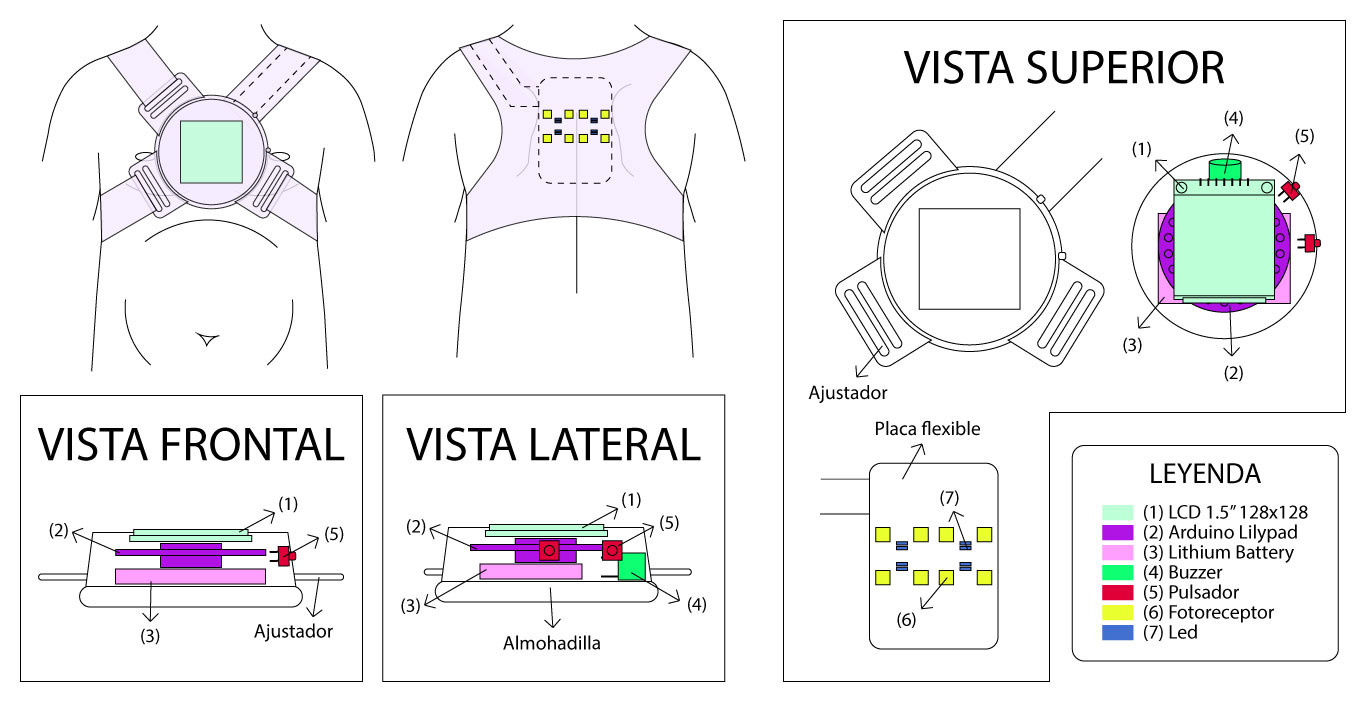 VISTA SUPERIOR
(4)
(5)
(1)
(3)
(2)
Ajustador
VISTA FRONTAL
(1)
(2)
(5)
(3)
Ajustador
VISTA LATERAL
(1)
(2)
(5)
(3)
(4)
Almohadilla
Placa flexible
(7)
(6)
LEYENDA
(1) LCD 1.5” 128x128
(2) Arduino Lilypad
(3) Lithium Battery
(4) Buzzer
(5) Pulsador
(6) Fotoreceptor
(7) Led